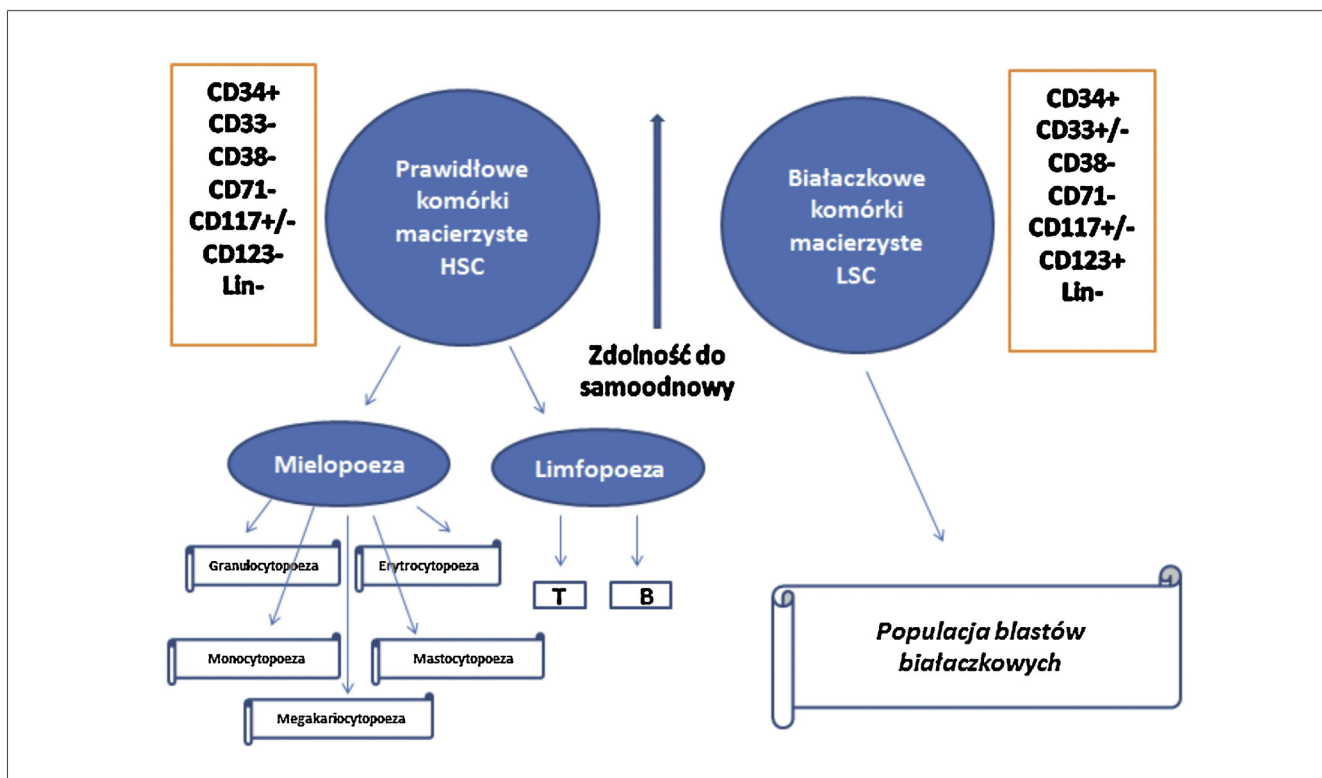 CD34+
CD33-
CD38-
CD71-
CD117+/-
CD123-
Lin-
Prawidłowe
komórki
macierzyste
HSC
Zdolność do
samoodnowy
Białaczkowe
komórki
macierzyste
LSC
CD34+
CD33+/-
CD38-
CD71-
CD117+/-
CD123+
Lin-
Mielopoeza
Limfopoeza
Granulocytopoeza
Erytrocytopoeza
Monocytopoeza
Mastocytopoeza
Megakariocytopoeza
T
B
Populacja blastów
białaczkowych